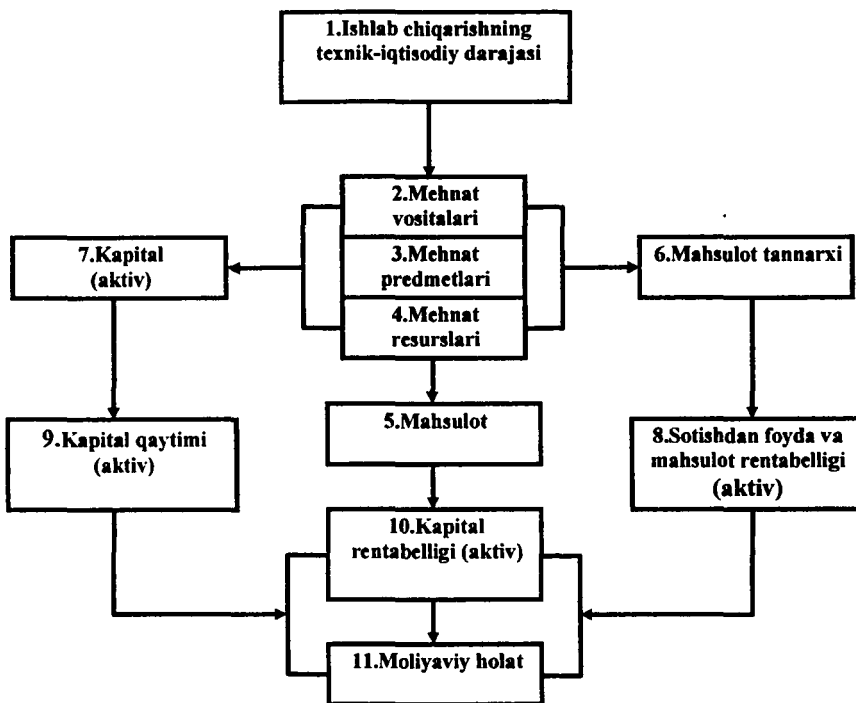 1.Ishlab chiqarishning
texnik-iqtisodiy darajasi
2.Mehnat
vositalari
3.Mehnat
predmetlari
4.Mehnat
resurslari
7.Kapital
(aktiv)
6.Mahsulot tannarxi
5.Mahsulot
9.Kapital qaytimi
(aktiv)
8.Sotishdan foyda va
mahsulot rentabelligi
(aktiv)
10.Kapital
rentabelligi (aktiv)
11.Moliyaviy holat